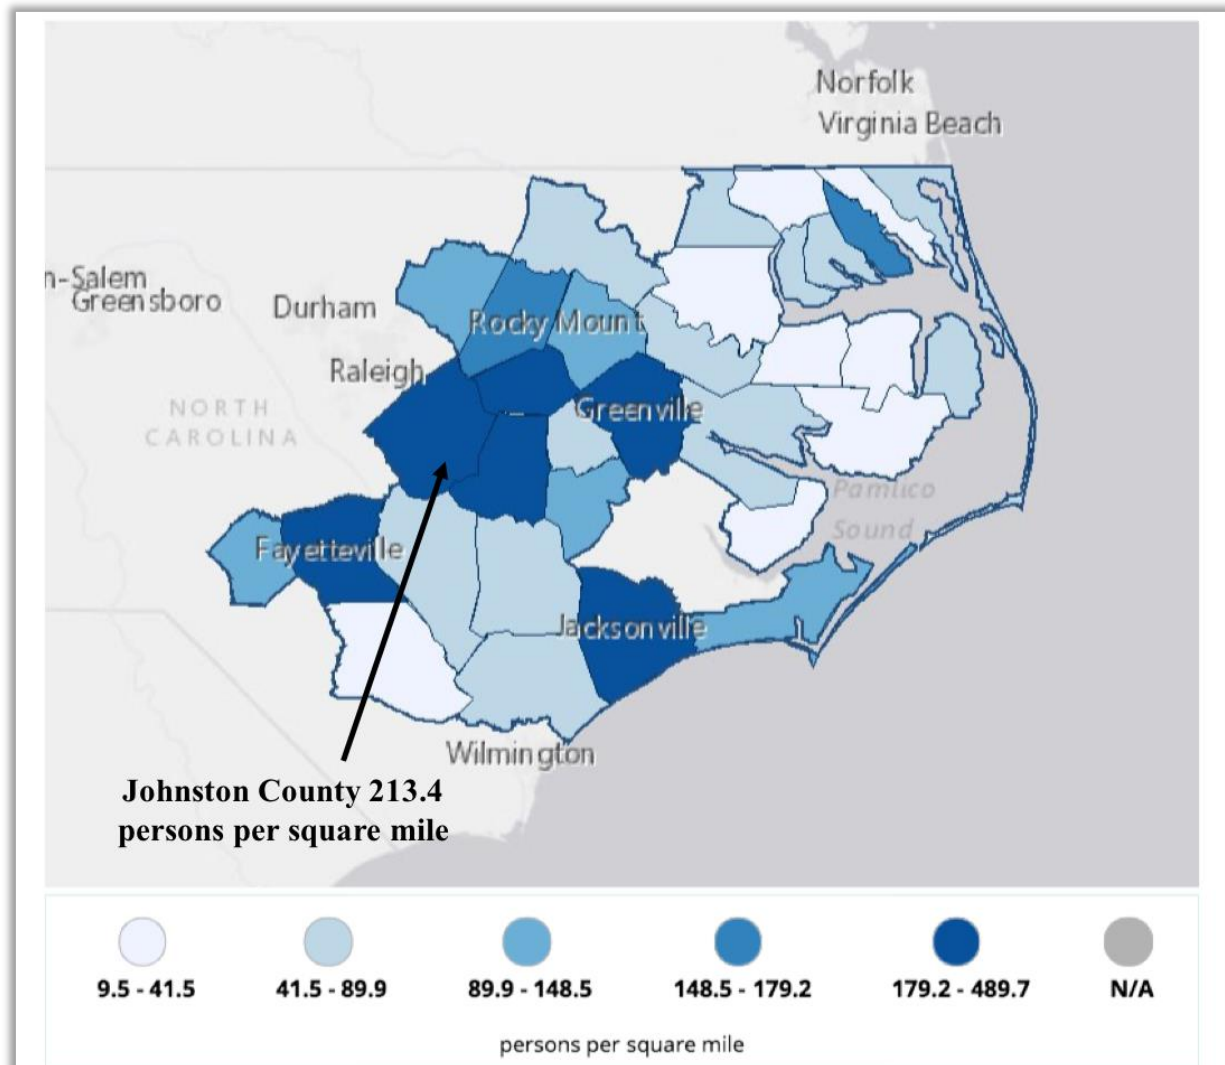 Norfolk
Virginia Beach
n-Salem
Greensboro
Durham
Rocky Mount
Raleigh
NORTH
CAROLINA
Greenville
Pamlico
Sound
Fayetteville
Jacksonville
Wilmington
Johnston County 213.4
persons per square mile
9.5 - 41.5
41.5 - 89.9
89.9 - 148.5
148.5 - 179.2
179.2 - 489.7
N/A
persons per square mile